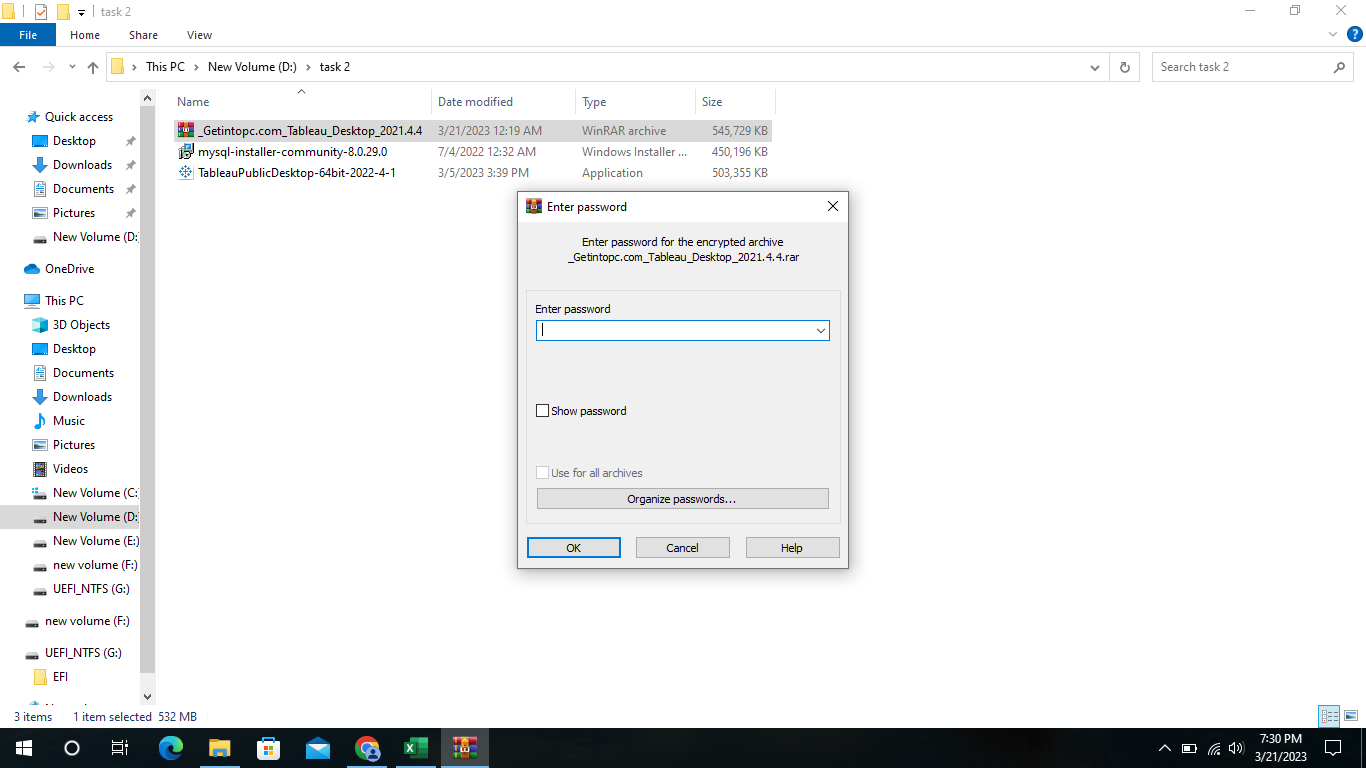 task 2
File Home Share View
This PC New Volume (D:) task 2
Search task 2
Name Date modified Type Size
_Getintopc.com_Tableau_Desktop_2021.4.4 3/21/2023 12:19 AM WinRAR archive 545,729 KB
mysql-installer-community-8.0.29.0 7/4/2022 12:32 AM Windows Installer ... 450,196 KB
TableauPublicDesktop-64bit-2022-4-1 3/5/2023 3:39 PM Application 503,355 KB
Quick access
Desktop
Downloads
Documents
Pictures
New Volume (D:
OneDrive
This PC
3D Objects
Desktop
Documents
Downloads
Music
Pictures
Videos
New Volume (C:
New Volume (D:
New Volume (E:)
new volume (F:)
UEFI_NTFS (G:)
new volume (F:)
UEFI_NTFS (G:)
EFI
Enter password
Enter password for the encrypted archive
_Getintopc.com_Tableau_Desktop_2021.4.4.rar
Enter password
Show password
Use for all archives
Organize passwords...
OK Cancel Help
3 items 1 item selected 532 MB
7:30 PM
3/21/2023